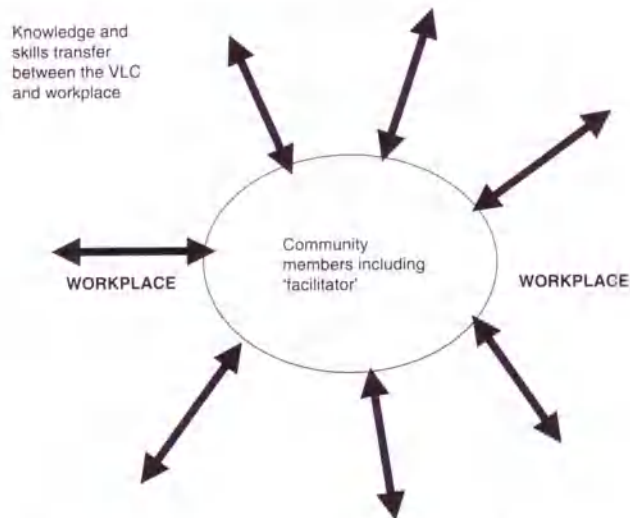 Knowledge and
skills transfer
between the VLC
and workplace
Community
members including
'facilitator'
WORKPLACE
WORKPLACE